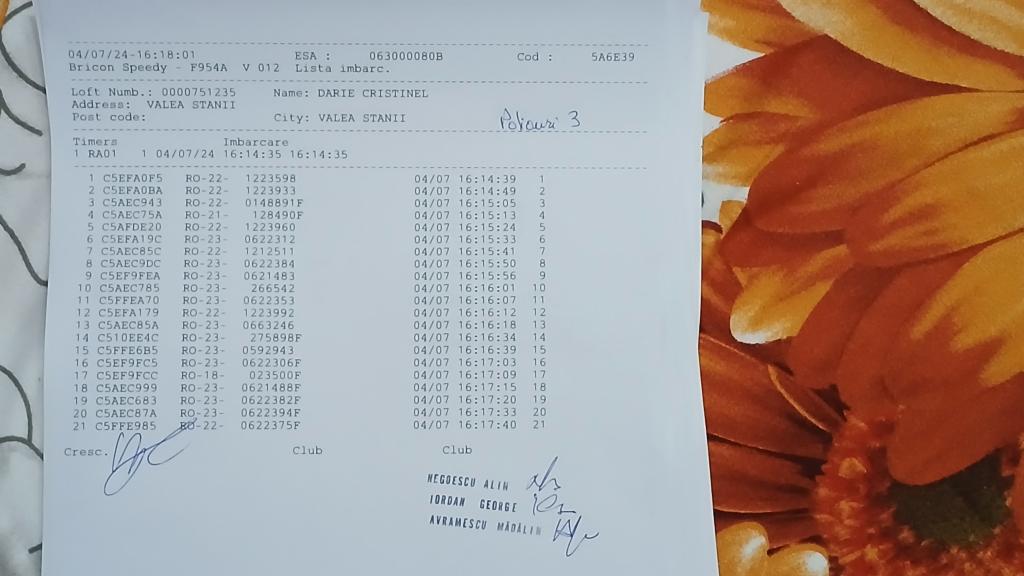 04/07/24-16:18:01 ESA : 063000080B Cod : 5A6E39
Bricon Speedy - F954A V 012 Lista imbarc.
Loft Numb.: 0000751235 Name: DARIE CRISTINEL
Address: VALEA STANII
Post code: City: VALEA STANII
3
Timers Imbarcare
1 RA01 1 04/07/24 16:14:35 16:14:35
1 C5EFA0F5 RO-22- 1223598 04/07 16:14:39 1
2 C5EFA0BA RO-22- 1223933 04/07 16:14:49 2
3 C5AEC943 RO-22- 0148891F 04/07 16:15:05 3
4 C5AEC75A RO-21- 128490F 04/07 16:15:13 4
5 C5AFDE20 RO-22- 1223960 04/07 16:15:24 5
6 C5EFA19C RO-23- 0622312 04/07 16:15:33 6
7 C5AEC85C RO-22- 1212511 04/07 16:15:41 7
8 C5AEC9DC RO-23- 0622384 04/07 16:15:50 8
9 C5EF9FEA RO-23- 0621483 04/07 16:15:56 9
10 C5AEC785 RO-23- 266542 04/07 16:16:01 10
11 C5FFEA70 RO-23- 0622353 04/07 16:16:07 11
12 C5EFA179 RO-22- 1223992 04/07 16:16:12 12
13 C5AEC85A RO-23- 0663246 04/07 16:16:18 13
14 C510EE4C RO-23- 275898F 04/07 16:16:34 14
15 C5FFE6B5 RO-23- 0592943 04/07 16:16:39 15
16 C5EF9FC5 RO-23- 0622306F 04/07 16:17:03 16
17 C5EF9FCC RO-18- 023500F 04/07 16:17:09 17
18 C5AEC999 RO-23- 0621488F 04/07 16:17:15 18
19 C5AEC683 RO-23- 0622382F 04/07 16:17:20 19
20 C5AEC87A RO-23- 0622394F 04/07 16:17:33 20
21 C5FFE985 RO-22- 0622375F 04/07 16:17:40 21
Cresc. Club Club
NEGOESCU ALIN
IORDAN GEORGE
AVRAMESCU MĂDĂLIN